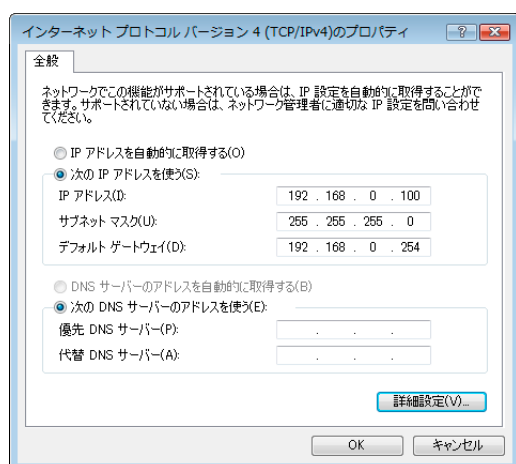 インターネット プロトコル バージョン 4 (TCP/IPv4)のプロパティ
全般
ネットワークでこの機能がサポートされている場合は、IP 設定を自動的に取得することがで
きます。サポートされていない場合は、ネットワーク管理者に適切な IP 設定を問い合わせ
てください。
IP アドレスを自動的に取得する(O)
次の IP アドレスを使う(S):
IP アドレス(I): 192 . 168 . 0 . 100
サブネット マスク(U): 255 . 255 . 255 . 0
デフォルト ゲートウェイ(D): 192 . 168 . 0 . 254
DNS サーバーのアドレスを自動的に取得する(B)
次の DNS サーバーのアドレスを使う(E):
優先 DNS サーバー(P): . . .
代替 DNS サーバー(A): . . .
詳細設定(V)...
OK キャンセル